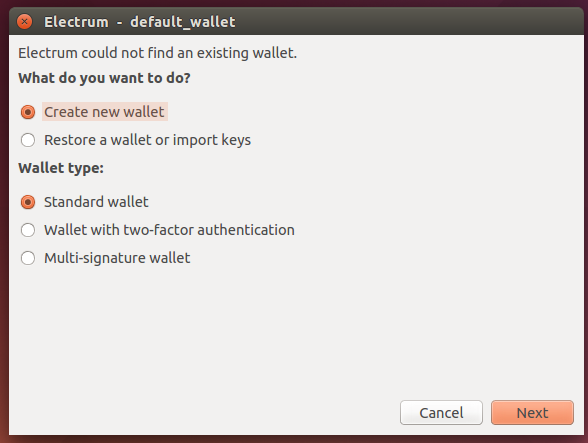 Electrum - default_wallet
Electrum could not find an existing wallet.
What do you want to do?
Create new wallet
Restore a wallet or import keys
Wallet type:
Standard wallet
Wallet with two-factor authentication
Multi-signature wallet
Cancel Next